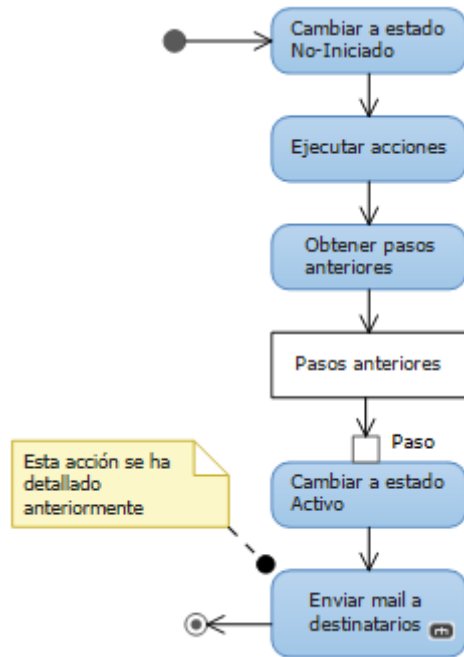 Cambiar a estado
No-Iniciado
Ejecutar acciones
Obtener pasos
anteriores
Pasos anteriores
Paso
Esta acción se ha
detallado
anteriormente
Cambiar a estado
Activo
Enviar mail a
destinatarios